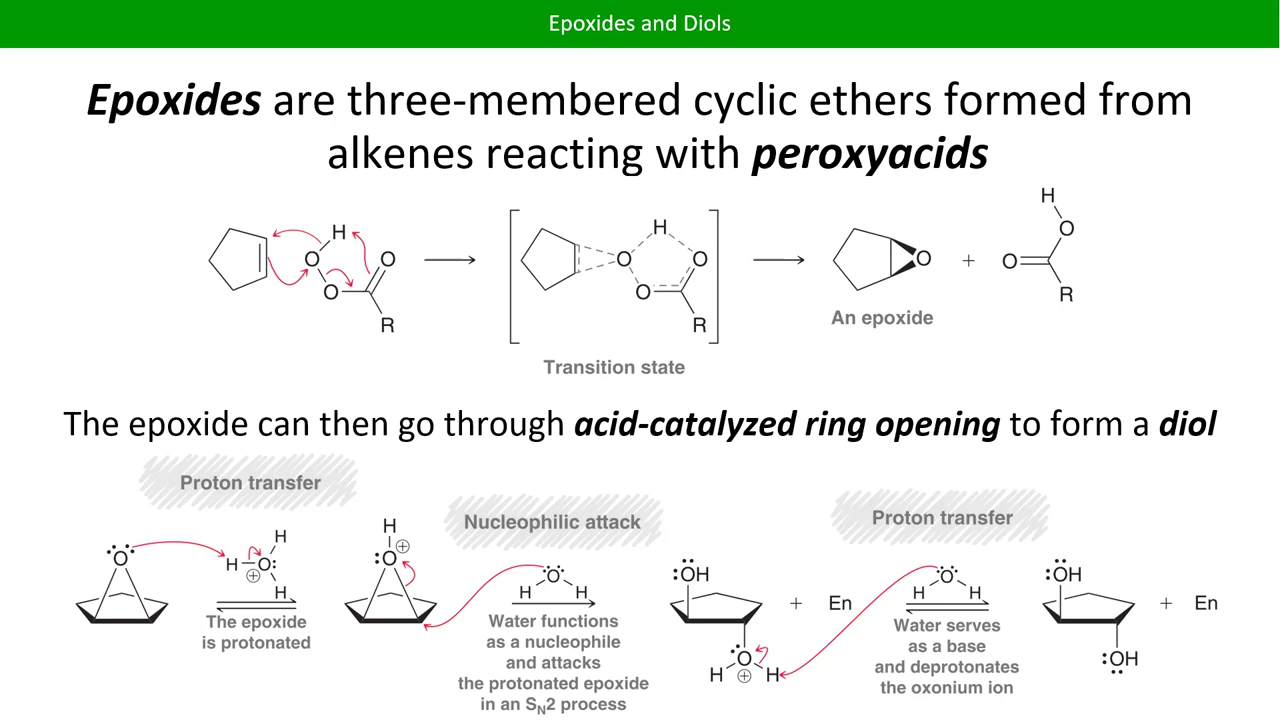 Epoxides and Diols
Epoxides are three-membered cyclic ethers formed from
alkenes reacting with peroxyacids
H
O
O
O
R
H
O
O
O
R
Transition state
O
An epoxide
+
H
O
O
R
The epoxide can then go through acid-catalyzed ring opening to form a diol
Proton transfer
Nucleophilic attack
Proton transfer
O
H
O
H
H
The epoxide
is protonated
H
O
O
H
H
Water functions
as a nucleophile
and attacks
the protonated epoxide
in an SN2 process
:ÖH
O
H
H
+ En
O
H
H
Water serves
as a base
and deprotonates
the oxonium ion
:ÖH
:OH
+ En